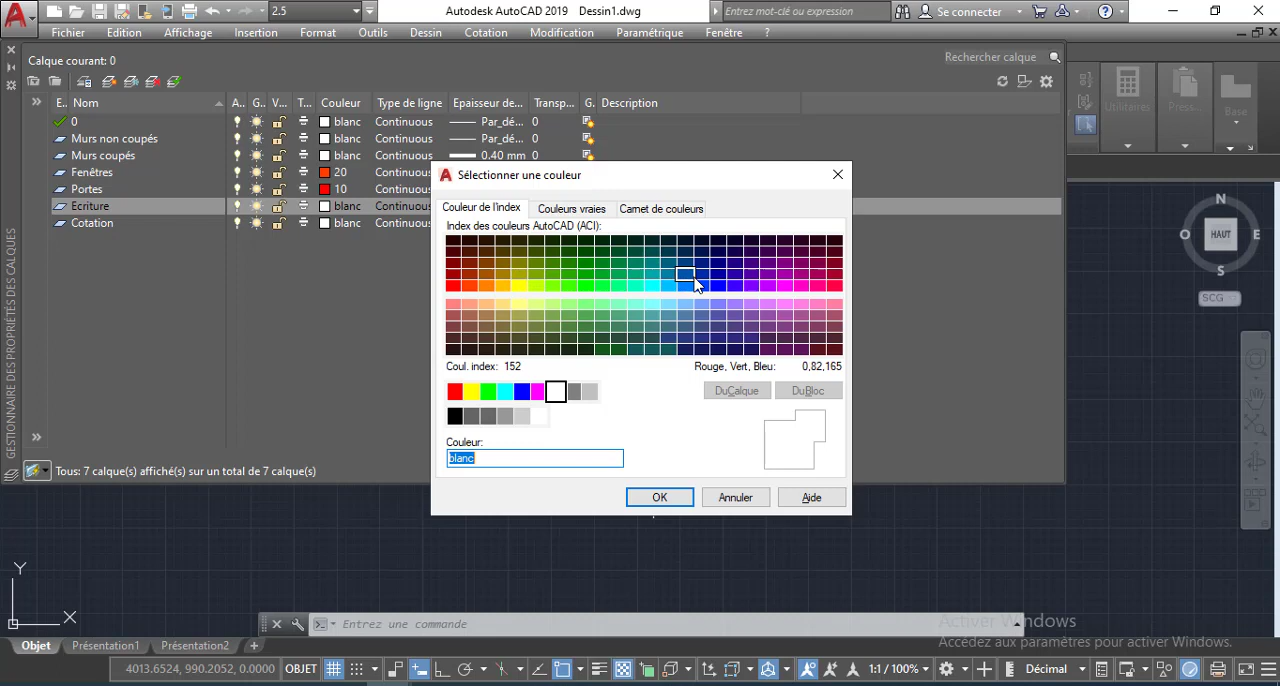 2.5 Autodesk AutoCAD 2019 Dessin1.dwg Entrez mot-clé ou expression Se connecter
Fichier Edition Affichage Insertion Format Outils Dessin Cotation Modification Paramétrique Fenêtre ?
Calque courant: 0 Rechercher calque
E.. Nom A.. G.. V... T... Couleur Type de ligne Epaisseur de... Transp... G. Description
0 blanc Continuous Par_dé... 0
Murs non coupés blanc Continuous Par_dé... 0
Murs coupés blanc Continuous 0.40 mm 0
Fenêtres 20 Continuous
Portes 10 Continuous
Ecriture blanc Continuous
Cotation blanc Continuous
Utilitaires Press... Base
GESTIONNAIRE DES PROPRIÉTÉS DES CALQUES
Tous: 7 calque(s) affiché(s) sur un total de 7 calque(s)
Sélectionner une couleur
Couleur de l'index Couleurs vraies Carnet de couleurs
Index des couleurs AutoCAD (ACI):
Coul. index: 152 Rouge, Vert, Bleu: 0,82,165
DuCalque DuBloc
Couleur:
blanc
OK Annuler Aide
N
O HAUT E
S
SCG
Y
X
Entrez une commande
Activer Windows
Accédez aux paramètres pour activer Windows.
Objet Présentation1 Présentation2 +
4013.6524, 990.2052, 0.0000 OBJET 1:1 / 100% Décimal